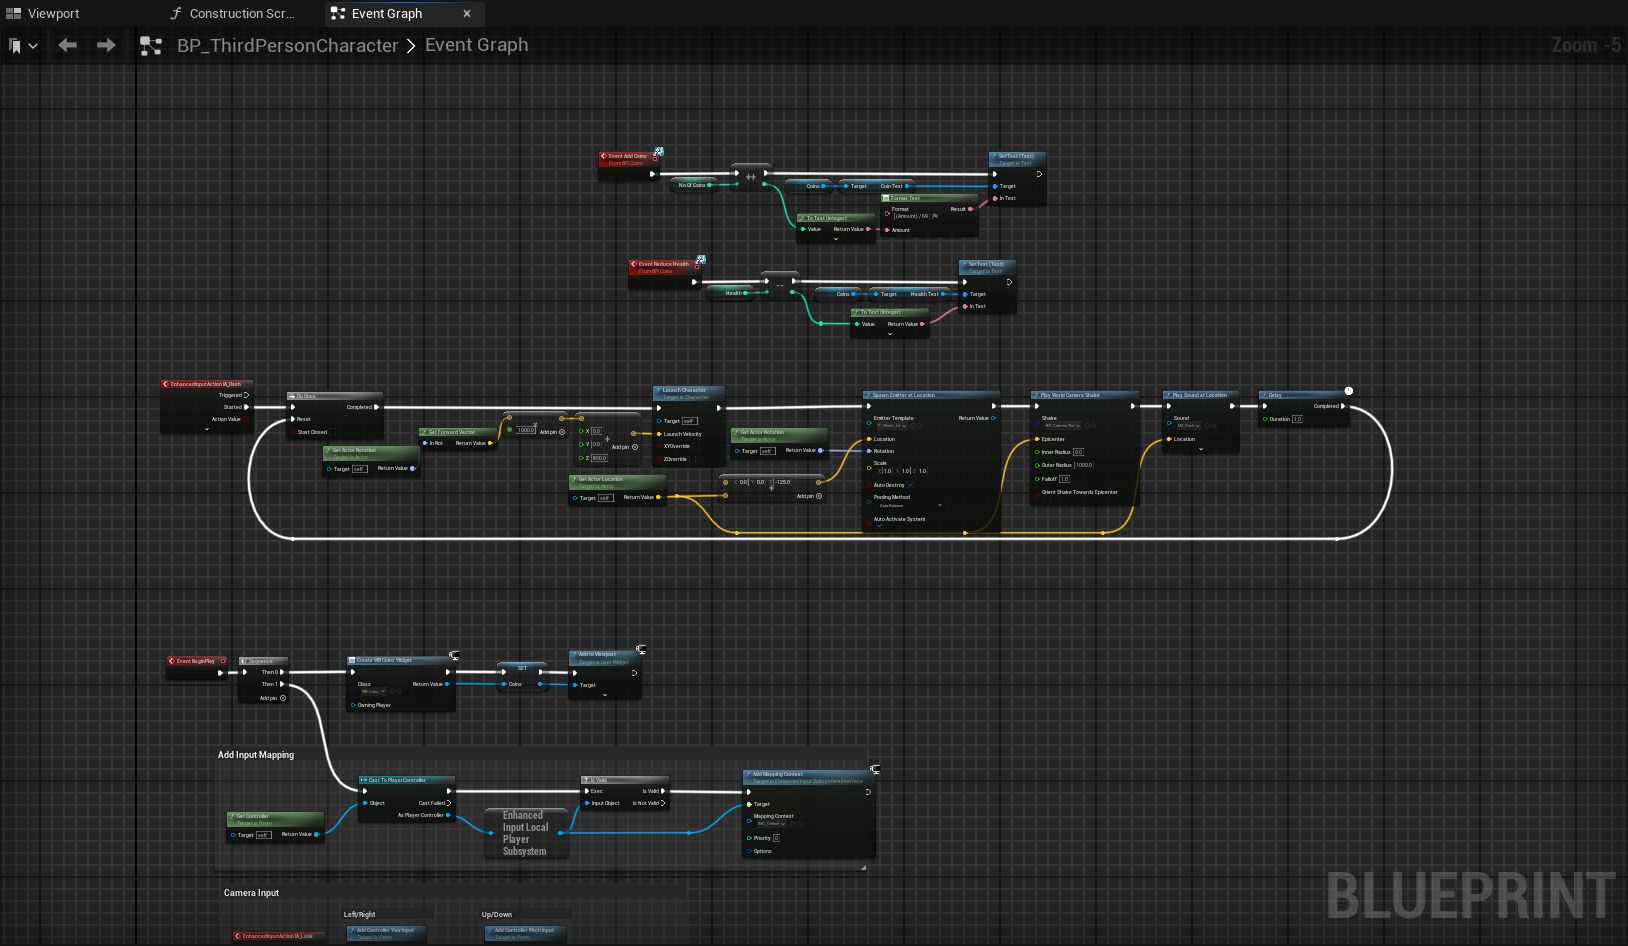 Viewport
Construction Scr...
Event Graph
BP_ThirdPersonCharacter > Event Graph
Zoom -5
Event Add Coins
From BPI Coins
No Of Coins
++
Coins
Target
Coin Text
SetText (Text)
Target is Text
Target
In Text
Format Text
Format
Result
(Amount) / 69
Amount
To Text (Integer)
Value
Return Value
Event Reduce Health
From BPI Coins
Health
--
Coins
Target
Health Text
SetText (Text)
Target is Text
Target
In Text
To Text (Integer)
Value
Return Value
EnhancedInputAction IA_Dash
Triggered
Started
Action Value
Do Once
Completed
Reset
Start Closed
Get Actor Rotation
Target is Actor
Target self
Return Value
Get Forward Vector
In Rot
Return Value
1000.0
Add pin
X 0.0
Y 0.0
Z 800.0
Add pin
Launch Character
Target is Character
Target self
Launch Velocity
XYOverride
ZOverride
Get Actor Location
Target is Actor
Target self
Return Value
Get Actor Rotation
Target is Actor
Target self
Return Value
X 0.0 Y 0.0 Z -125.0
Add pin
Spawn Emitter at Location
Emitter Template
Return Value
Location
Rotation
Scale
X 1.0 Y 1.0 Z 1.0
Auto Destroy
Pooling Method
Auto Release
Auto Activate System
Play World Camera Shake
Shake
Epicenter
Inner Radius 0.0
Outer Radius 1000.0
Falloff 1.0
Orient Shake Towards Epicenter
Play Sound at Location
Sound
Location
Delay
Completed
Duration 1.0
Event BeginPlay
Sequence
Then 0
Then 1
Add pin
Create WB Coins Widget
Class
Return Value
WB Coins
Owning Player
SET
Coins
Add to Viewport
Target is User Widget
Target
Add Input Mapping
Get Controller
Target is Pawn
Target self
Return Value
Cast To PlayerController
Object
Cast Failed
As Player Controller
Enhanced
Input Local
Player
Subsystem
Is Valid
Exec
Is Valid
Input Object
Is Not Valid
Add Mapping Context
Target is Enhanced Input Subsystem Interface
Target
Mapping Context
IMC_Default
Priority 0
Options
Camera Input
Left/Right
Up/Down
EnhancedInputAction IA_Look
Add Controller Yaw Input
Target is Pawn
Add Controller Pitch Input
Target is Pawn
BLUEPRINT